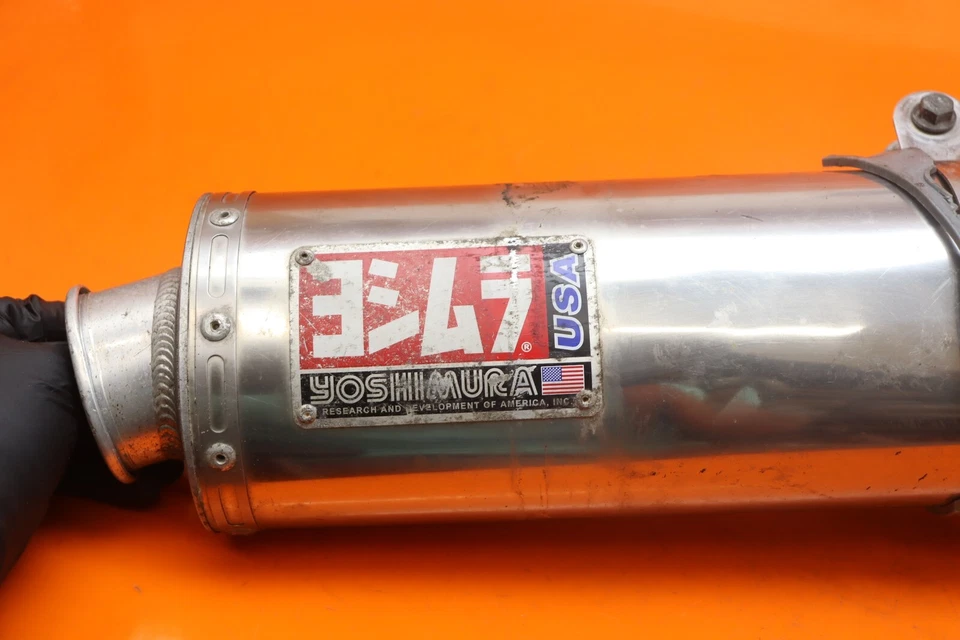 ヨシムラ®
USA
YOSHIMURA
RESEARCH AND DEVELOPMENT OF AMERICA, INC.